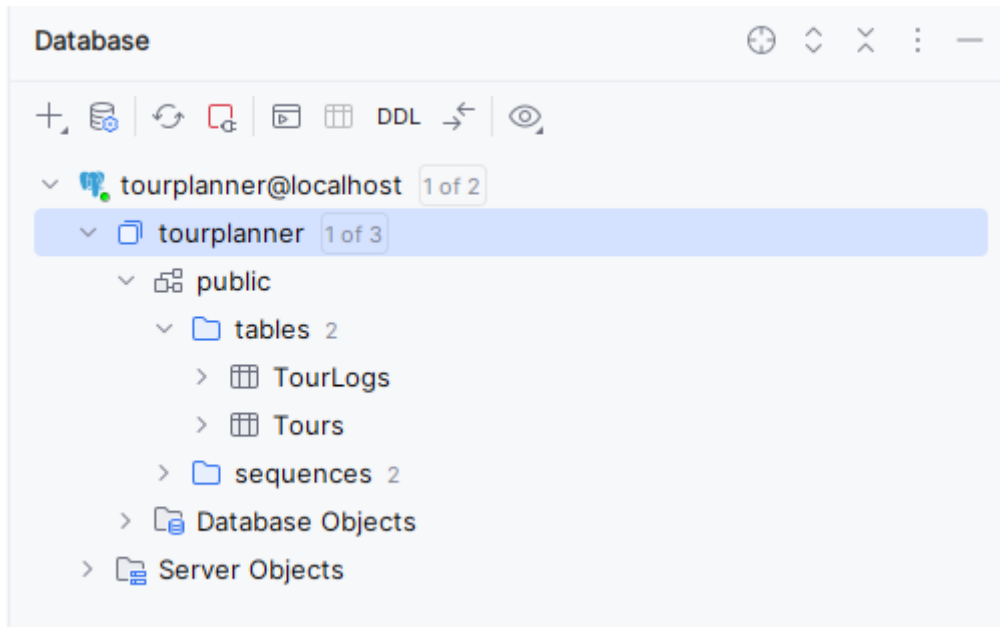 Database
DDL
tourplanner@localhost 1 of 2
tourplanner 1 of 3
public
tables 2
TourLogs
Tours
sequences 2
Database Objects
Server Objects